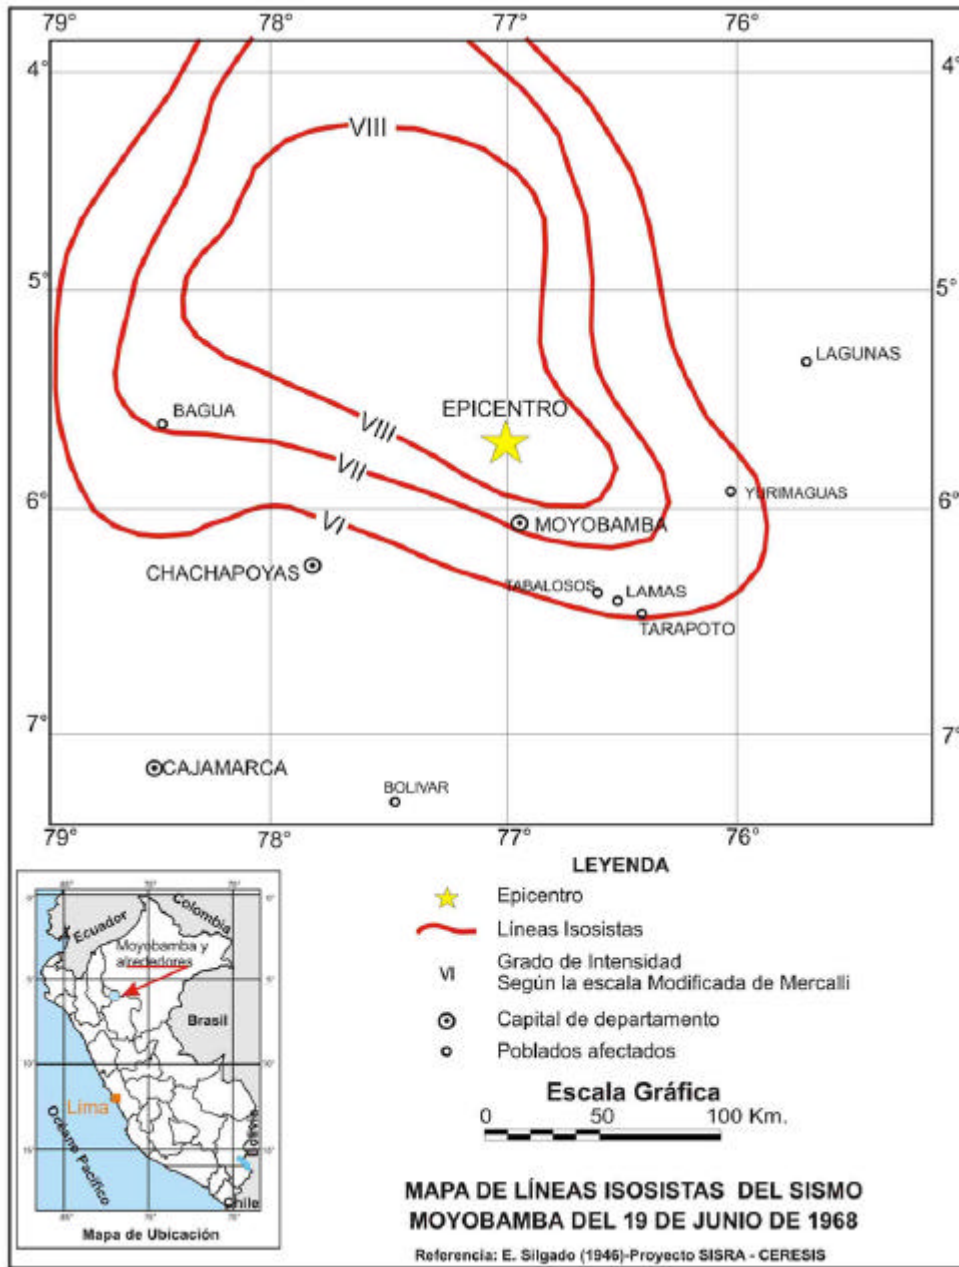 79°
78°
77°
76°
4°
4°
VIII
5°
5°
LAGUNAS
BAGUA
EPICENTRO
VIII
VII
YURIMAGUAS
6°
6°
VI
MOYOBAMBA
CHACHAPOYAS
TABALOSOS
LAMAS
TARAPOTO
7°
7°
CAJAMARCA
BOLIVAR
79°
78°
77°
76°
LEYENDA
Epicentro
Líneas Isosistas
VI
Grado de Intensidad
Según la escala Modificada de Mercalli
Capital de departamento
Poblados afectados
Escala Gráfica
0 50 100 Km.
MAPA DE LÍNEAS ISOSISTAS DEL SISMO
MOYOBAMBA DEL 19 DE JUNIO DE 1968
Referencia: E. Silgado (1946)-Proyecto SISRA - CERESIS
Ecuador
Colombia
Moyobamba y
alrededores
Brasil
Lima
Océano Pacífico
Bolivia
Chile
Mapa de Ubicación